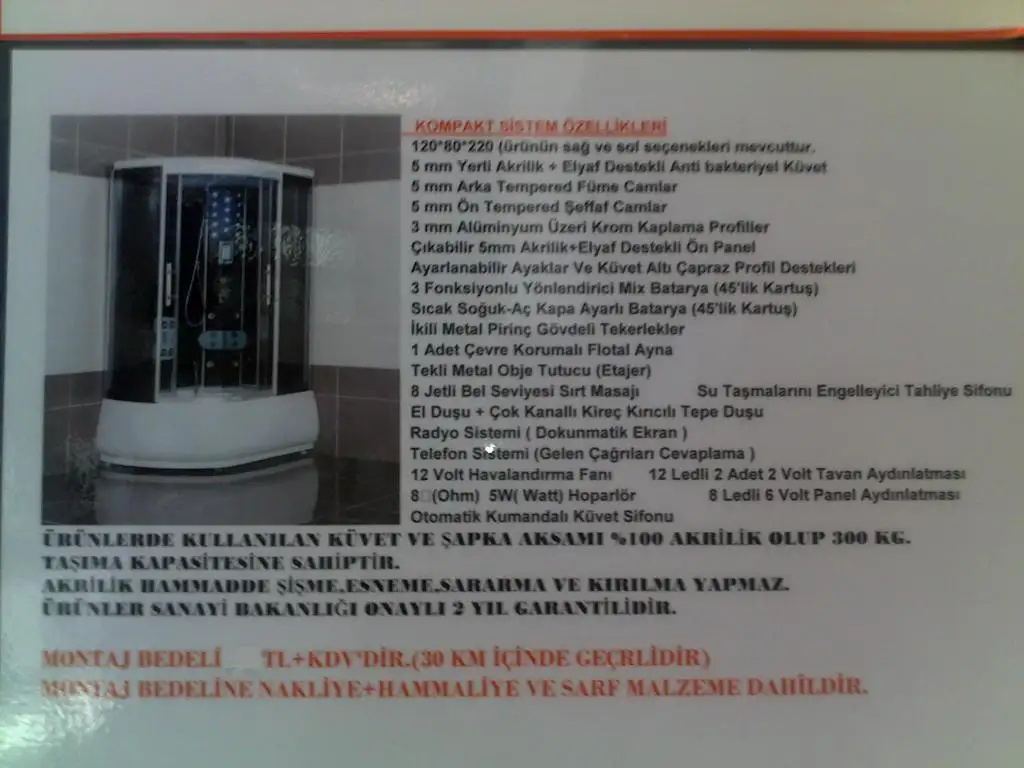 KOMPAKT SİSTEM ÖZELLİKLERİ
120*80*220 (ürünün sağ ve sol seçenekleri mevcuttur.
5 mm Yerli Akrilik + Elyaf Destekli Anti bakteriyel Küvet
5 mm Arka Tempered Füme Camlar
5 mm Ön Tempered Şeffaf Camlar
3 mm Alüminyum Üzeri Krom Kaplama Profiller
Çıkabilir 5mm Akrilik+Elyaf Destekli Ön Panel
Ayarlanabilir Ayaklar Ve Küvet Altı Çapraz Profil Destekleri
3 Fonksiyonlu Yönlendirici Mix Batarya (45'lik Kartuş)
Sıcak Soğuk-Aç Kapa Ayarlı Batarya (45'lik Kartuş)
İkili Metal Pirinç Gövdeli Tekerlekler
1 Adet Çevre Korumalı Flotal Ayna
Tekli Metal Obje Tutucu (Etajer)
8 Jetli Bel Seviyesi Sırt Masajı Su Taşmalarını Engelleyici Tahliye Sifonu
El Duşu + Çok Kanallı Kireç Kırıcılı Tepe Duşu
Radyo Sistemi ( Dokunmatik Ekran )
Telefon Sistemi (Gelen Çağrıları Cevaplama )
12 Volt Havalandırma Fanı 12 Ledli 2 Adet 2 Volt Tavan Aydınlatması
8□(Ohm) 5W( Watt) Hoparlör 8 Ledli 6 Volt Panel Aydınlatması
Otomatik Kumandalı Küvet Sifonu
ÜRÜNLERDE KULLANILAN KÜVET VE ŞAPKA AKSAMI %100 AKRİLİK OLUP 300 KG.
TAŞIMA KAPASİTESİNE SAHİPTİR.
AKRİLİK HAMMADDE ŞİŞME,ESNEME,SARARMA VE KIRILMA YAPMAZ.
ÜRÜNLER SANAYİ BAKANLIĞI ONAYLI 2 YIL GARANTİLİDİR.
MONTAJ BEDELİ TL+KDV'DİR.(30 KM İÇİNDE GEÇRLİDİR)
MONTAJ BEDELİNE NAKLİYE+HAMMALİYE VE SARF MALZEME DAHİLDİR.